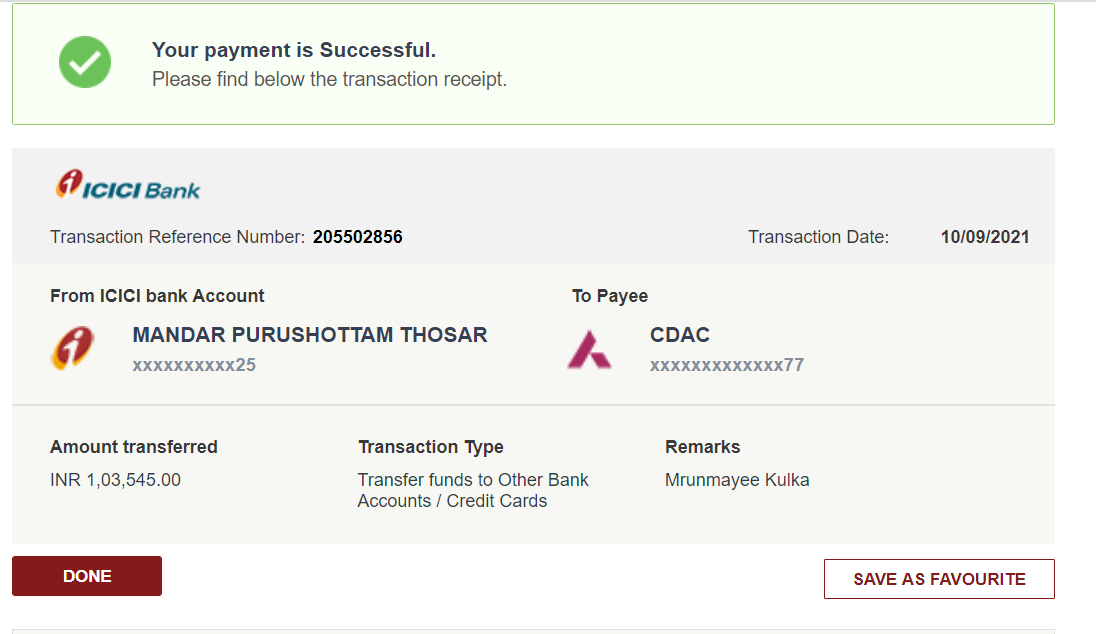 Your payment is Successful.
Please find below the transaction receipt.
ICICI Bank
Transaction Reference Number: 205502856 Transaction Date: 10/09/2021
From ICICI bank Account To Payee
MANDAR PURUSHOTTAM THOSAR CDAC
xxxxxxxxxx25 xxxxxxxxxxxxx77
Amount transferred Transaction Type Remarks
INR 1,03,545.00 Transfer funds to Other Bank Mrunmayee Kulka
Accounts / Credit Cards
DONE SAVE AS FAVOURITE